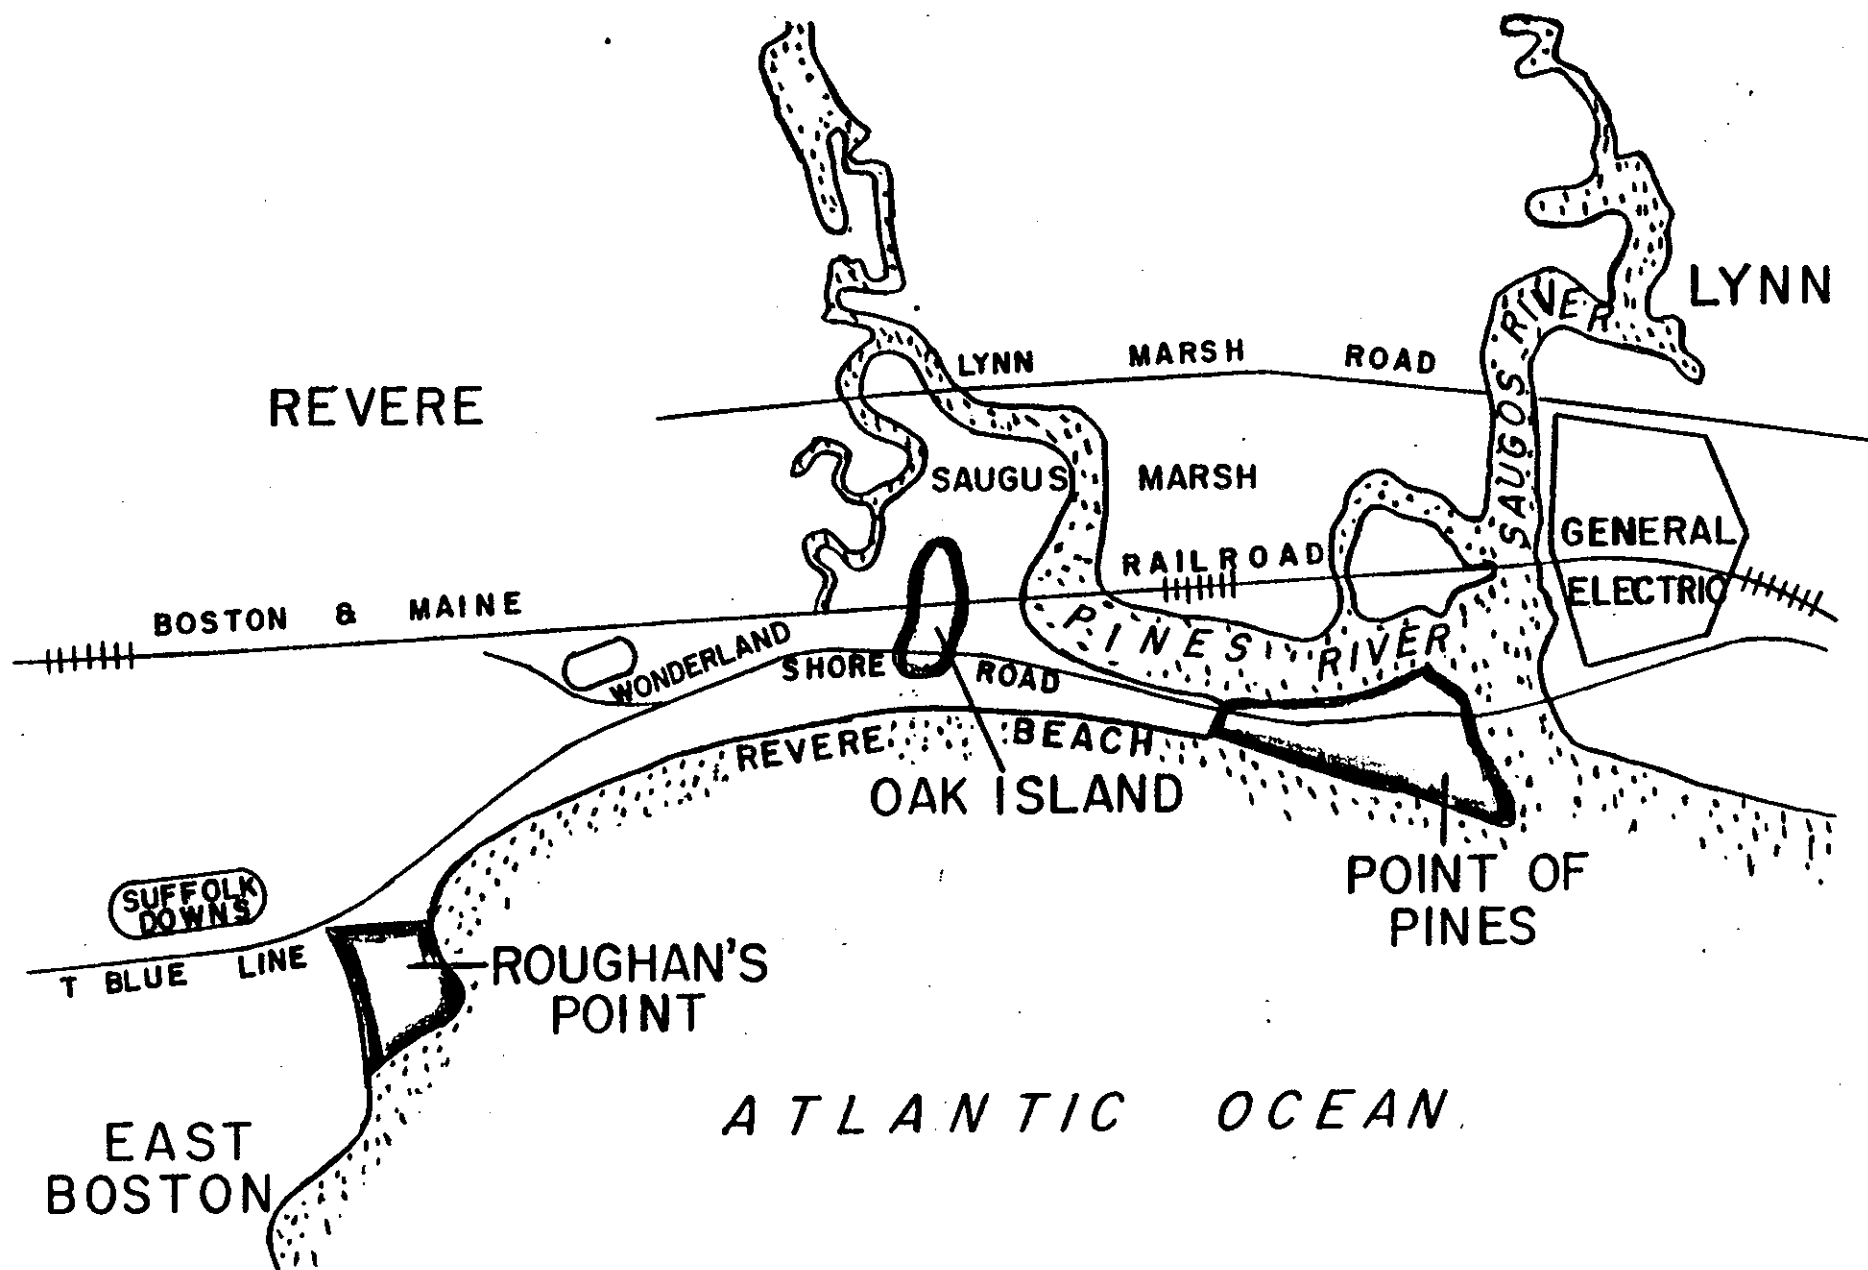 LYNN
LYNN MARSH ROAD
SAUGOS RIVER
REVERE
SAUGUS MARSH
GENERAL
ELECTRIC
RAILROAD
BOSTON & MAINE
PINES RIVER
WONDERLAND
SHORE ROAD
REVERE BEACH
OAK ISLAND
POINT OF
PINES
SUFFOLK
DOWNS
T BLUE LINE
ROUGHAN'S
POINT
ATLANTIC OCEAN
EAST
BOSTON